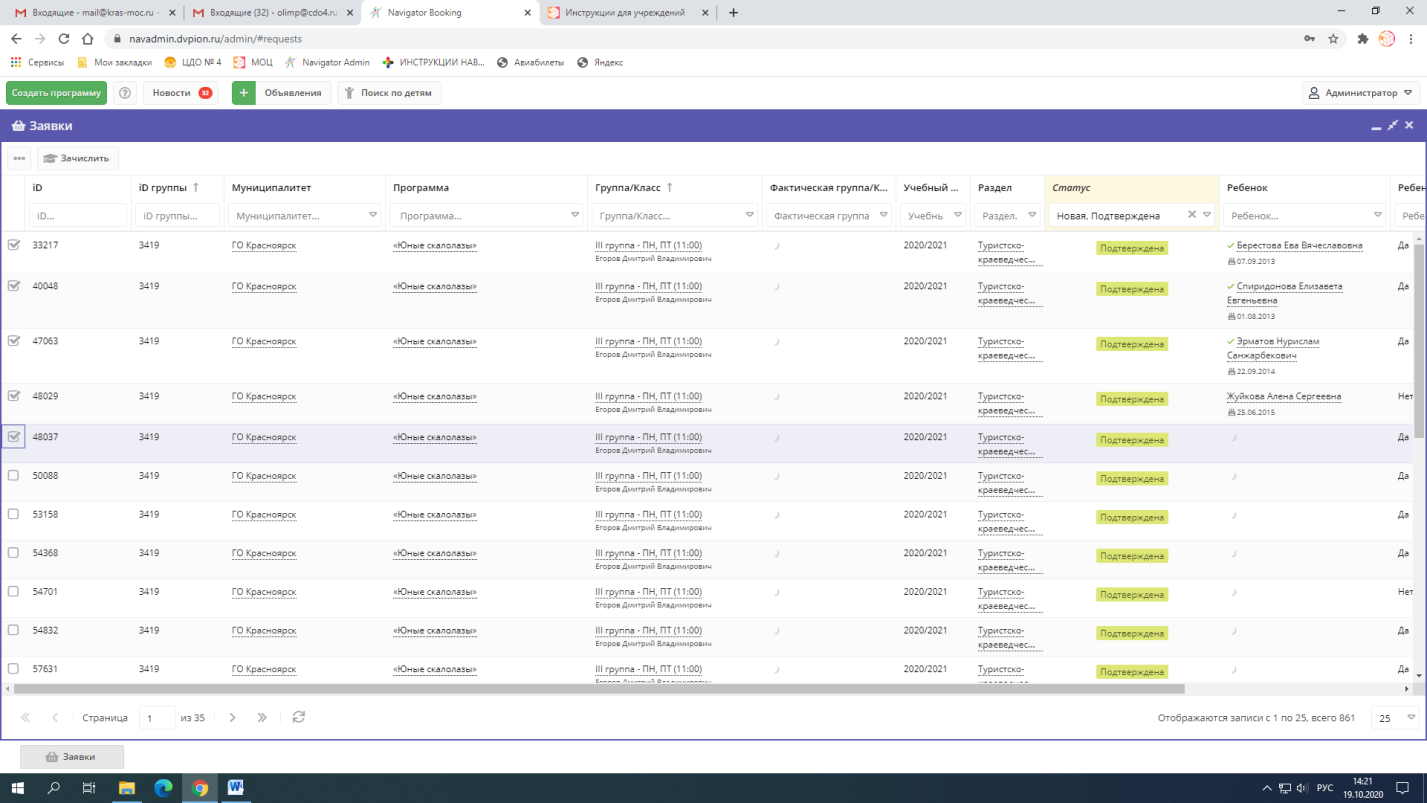 Входящие - mail@kras-moc.ru -
Входящие (32) - olimp@cdo4.ru
Navigator Booking
Инструкции для учреждений
navadmin.dvpion.ru/admin/#requests
Сервисы Мои закладки ЦДО № 4 МОЦ Navigator Admin ИНСТРУКЦИИ НАВ... Авиабилеты Яндекс
Создать программу Новости 32 + Объявления Поиск по детям Администратор
Заявки
Зачислить
iD iD группы Муниципалитет Программа Группа/Класс Фактическая группа/К... Учебный ... Раздел Статус Ребенок Ребен
iD... iD группы... Муниципалитет... Программа... Группа/Класс... Фактическая группа Учебнь Раздел. Новая, Подтверждена Ребенок... Ребе
33217 3419 ГО Красноярск «Юные скалолазы» III группа - ПН, ПТ (11:00) 2020/2021 Туристско- Подтверждена Берестова Ева Вячеславовна Да
Егоров Дмитрий Владимирович краеведчес... 07.09.2013
40048 3419 ГО Красноярск «Юные скалолазы» III группа - ПН, ПТ (11:00) 2020/2021 Туристско- Подтверждена Спиридонова Елизавета Да
Егоров Дмитрий Владимирович краеведчес... Евгеньевна
01.08.2013
47063 3419 ГО Красноярск «Юные скалолазы» III группа - ПН, ПТ (11:00) 2020/2021 Туристско- Подтверждена Эрматов Нурислам Да
Егоров Дмитрий Владимирович краеведчес... Санжарбекович
22.09.2014
48029 3419 ГО Красноярск «Юные скалолазы» III группа - ПН, ПТ (11:00) 2020/2021 Туристско- Подтверждена Жуйкова Алена Сергеевна Нет
Егоров Дмитрий Владимирович краеведчес... 25.06.2015
48037 3419 ГО Красноярск «Юные скалолазы» III группа - ПН, ПТ (11:00) 2020/2021 Туристско- Подтверждена Да
Егоров Дмитрий Владимирович краеведчес...
50088 3419 ГО Красноярск «Юные скалолазы» III группа - ПН, ПТ (11:00) 2020/2021 Туристско- Подтверждена Да
Егоров Дмитрий Владимирович краеведчес...
53158 3419 ГО Красноярск «Юные скалолазы» III группа - ПН, ПТ (11:00) 2020/2021 Туристско- Подтверждена Да
Егоров Дмитрий Владимирович краеведчес...
54368 3419 ГО Красноярск «Юные скалолазы» III группа - ПН, ПТ (11:00) 2020/2021 Туристско- Подтверждена Да
Егоров Дмитрий Владимирович краеведчес...
54701 3419 ГО Красноярск «Юные скалолазы» III группа - ПН, ПТ (11:00) 2020/2021 Туристско- Подтверждена Нет
Егоров Дмитрий Владимирович краеведчес...
54832 3419 ГО Красноярск «Юные скалолазы» III группа - ПН, ПТ (11:00) 2020/2021 Туристско- Подтверждена Да
Егоров Дмитрий Владимирович краеведчес...
57631 3419 ГО Красноярск «Юные скалолазы» III группа - ПН, ПТ (11:00) 2020/2021 Туристско- Подтверждена Да
Страница 1 из 35 Отображаются записи с 1 по 25, всего 861 25
Заявки
РУС 14:21
19.10.2020